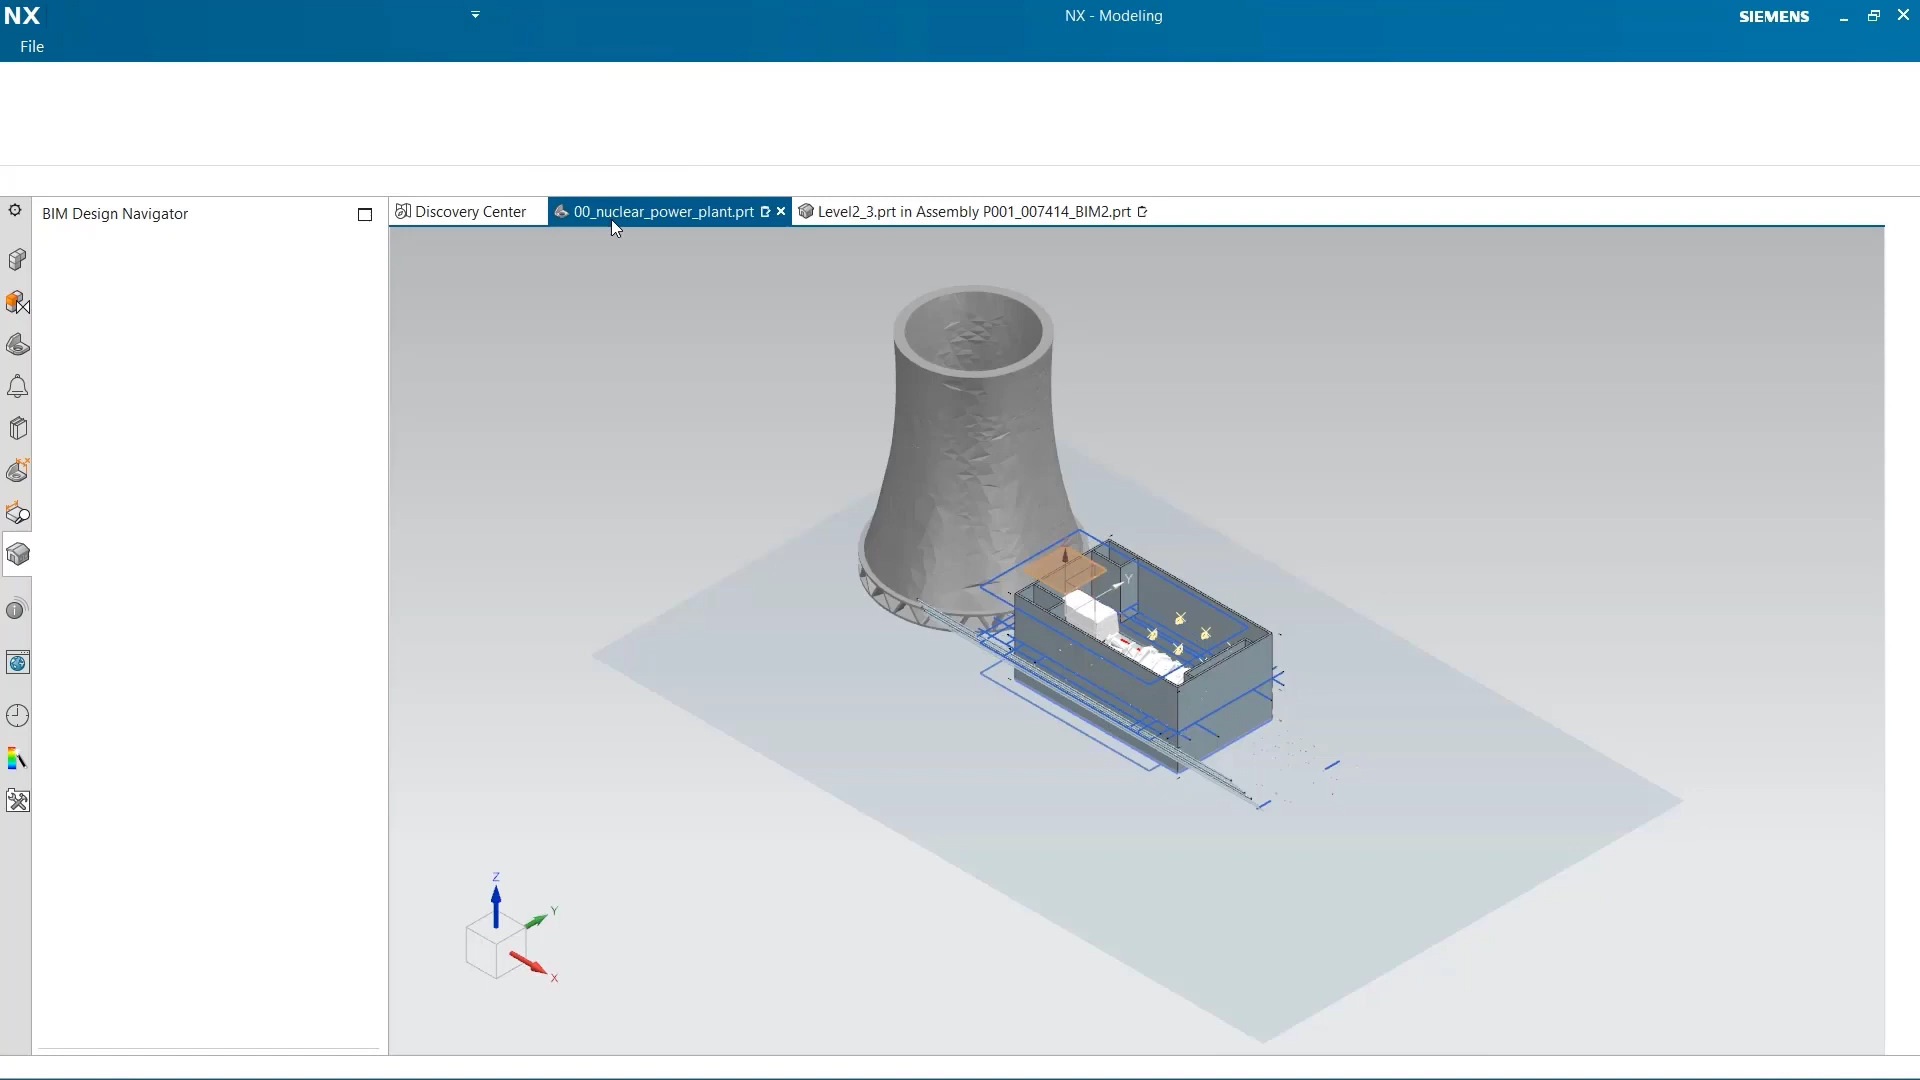 NX
NX - Modeling
SIEMENS
File
BIM Design Navigator
Discovery Center
00_nuclear_power_plant.prt
Level2_3.prt in Assembly P001_007414_BIM2.prt
Y
Z
Y
X